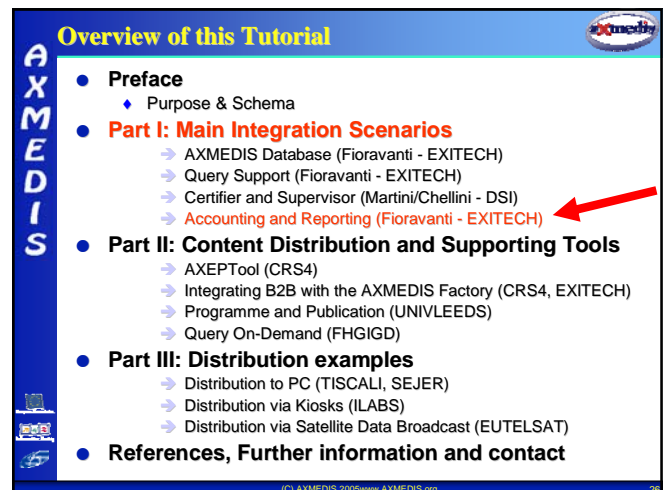 Overview of this Tutorial
axmedis
AXMEDIS
Preface
Purpose & Schema
Part I: Main Integration Scenarios
AXMEDIS Database (Fioravanti - EXITECH)
Query Support (Fioravanti - EXITECH)
Certifier and Supervisor (Martini/Chellini - DSI)
Accounting and Reporting (Fioravanti - EXITECH)
Part II: Content Distribution and Supporting Tools
AXEPTool (CRS4)
Integrating B2B with the AXMEDIS Factory (CRS4, EXITECH)
Programme and Publication (UNIVLEEDS)
Query On-Demand (FHGIGD)
Part III: Distribution examples
Distribution to PC (TISCALI, SEJER)
Distribution via Kiosks (ILABS)
Distribution via Satellite Data Broadcast (EUTELSAT)
References, Further information and contact
(C) AXMEDIS 2005www.AXMEDIS.org
26